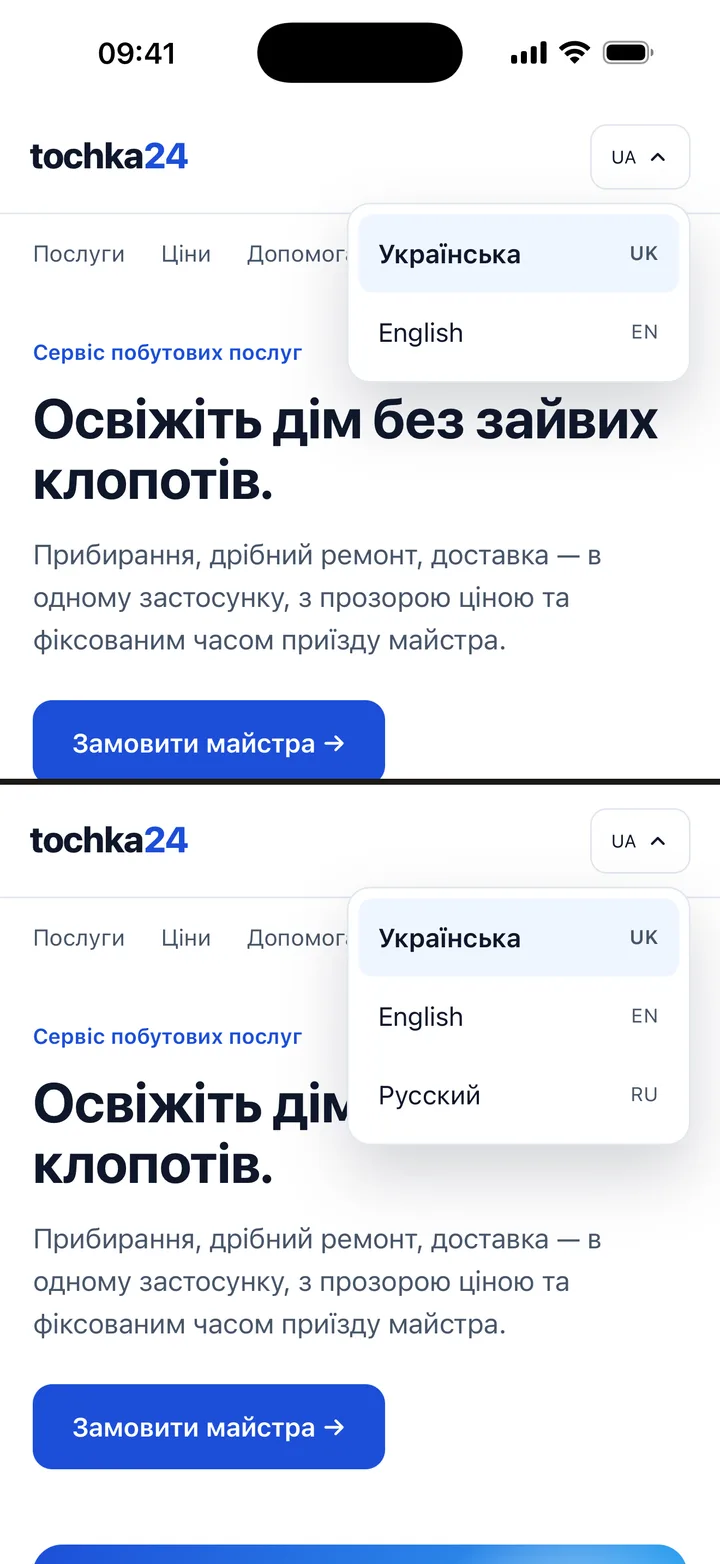 09:41
tochka24
UA
Послуги Ціни Допомог
Українська UK
English EN
Сервіс побутових послуг
Освіжіть дім без зайвих
клопотів.
Прибирання, дрібний ремонт, доставка — в
одному застосунку, з прозорою ціною та
фіксованим часом приїзду майстра.
Замовити майстра →
tochka24
UA
Послуги Ціни Допомог
Українська UK
English EN
Русский RU
Сервіс побутових послуг
Освіжіть дім
клопотів.
Прибирання, дрібний ремонт, доставка — в
одному застосунку, з прозорою ціною та
фіксованим часом приїзду майстра.
Замовити майстра →